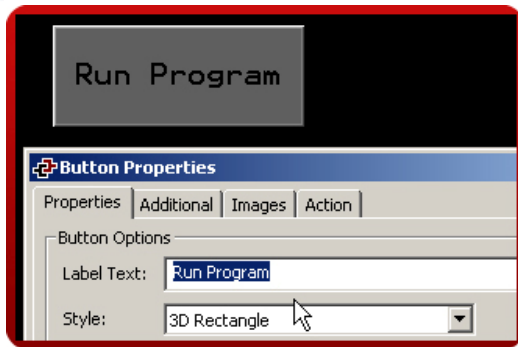 Run Program
Button Properties
Properties Additional Images Action
Button Options
Label Text: Run Program
Style: 3D Rectangle